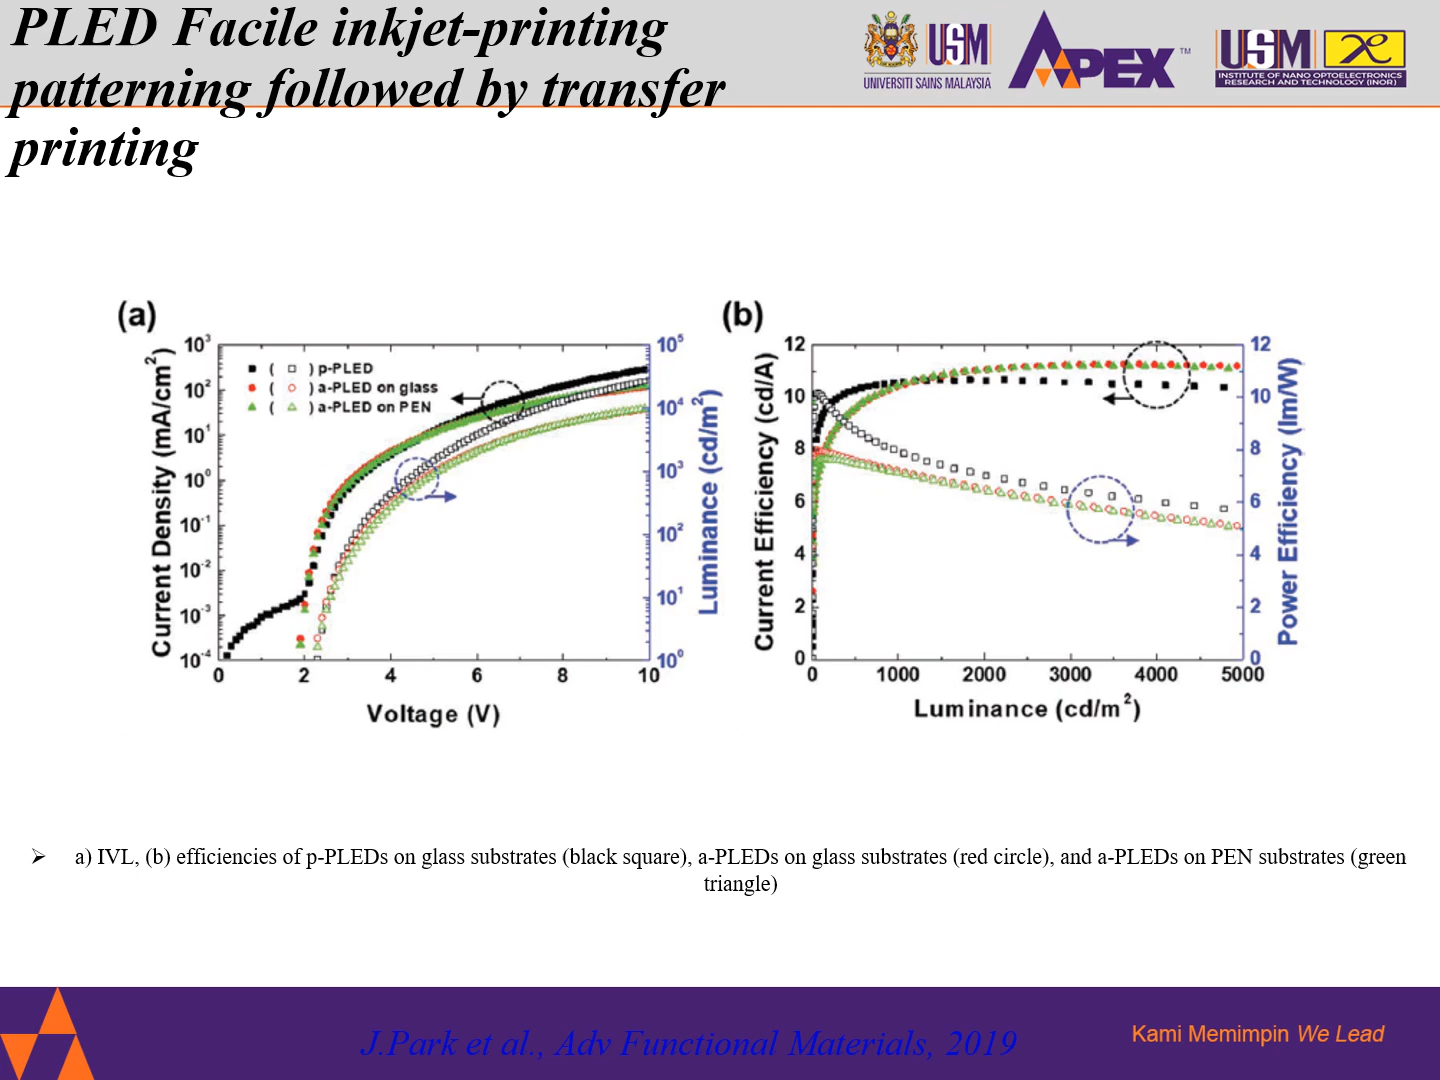 PLED Facile inkjet-printing
patterning followed by transfer
printing
USM
UNIVERSITI SAINS MALAYSIA
APEX™
USM
INSTITUTE OF NANO OPTOELECTRONICS
RESEARCH AND TECHNOLOGY (INOR)
(a)
Current Density (mA/cm²)
10³
10²
10¹
10⁰
10⁻¹
10⁻²
10⁻³
10⁻⁴
( ) p-PLED
( ) a-PLED on glass
( ) a-PLED on PEN
10⁵
10⁴
10³
10²
10¹
10⁰
Luminance (cd/m²)
0 2 4 6 8 10
Voltage (V)
(b)
Current Efficiency (cd/A)
12
10
8
6
4
2
0
12
10
8
6
4
2
0
Power Efficiency (lm/W)
0 1000 2000 3000 4000 5000
Luminance (cd/m²)
a) IVL, (b) efficiencies of p-PLEDs on glass substrates (black square), a-PLEDs on glass substrates (red circle), and a-PLEDs on PEN substrates (green
triangle)
J.Park et al., Adv Functional Materials, 2019
Kami Memimpin We Lead